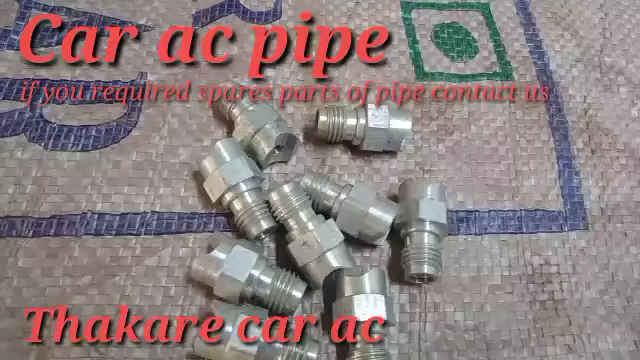 Car ac pipe
if you required spares parts of pipe contact us
Thakare car ac